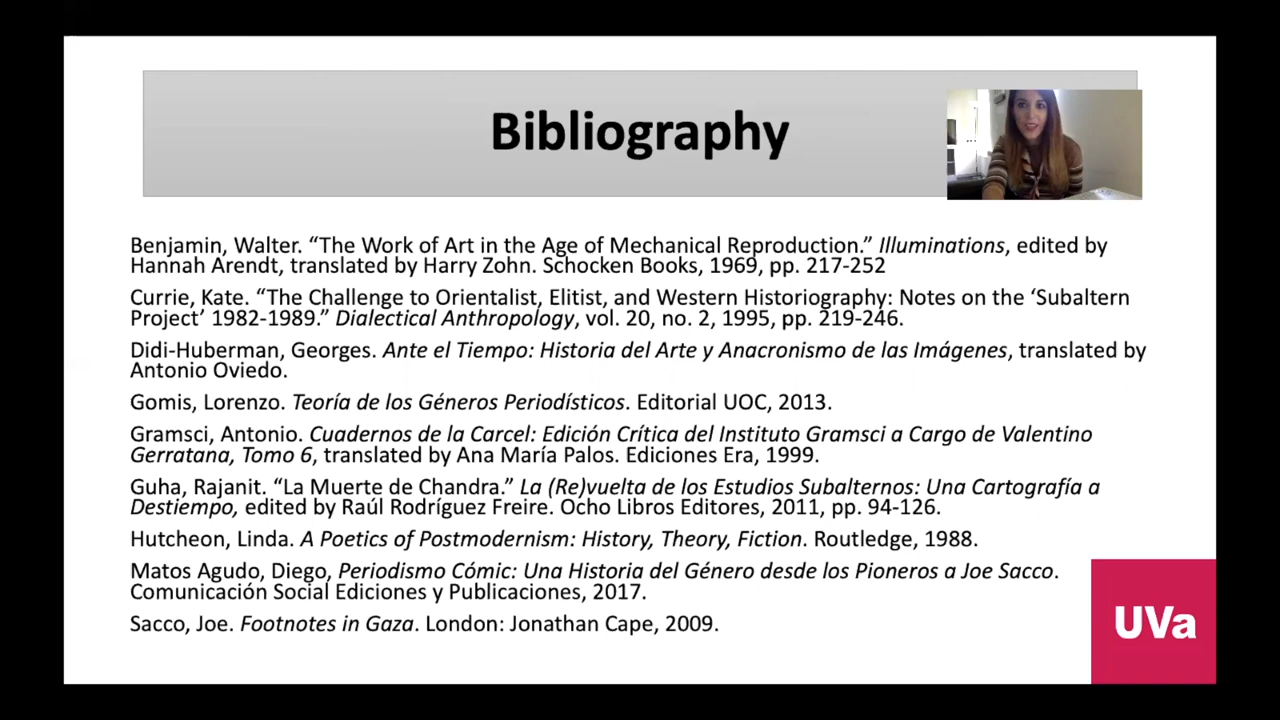 Bibliography
Benjamin, Walter. “The Work of Art in the Age of Mechanical Reproduction.” Illuminations, edited by
Hannah Arendt, translated by Harry Zohn. Schocken Books, 1969, pp. 217-252
Currie, Kate. “The Challenge to Orientalist, Elitist, and Western Historiography: Notes on the ‘Subaltern
Project’ 1982-1989.” Dialectical Anthropology, vol. 20, no. 2, 1995, pp. 219-246.
Didi-Huberman, Georges. Ante el Tiempo: Historia del Arte y Anacronismo de las Imágenes, translated by
Antonio Oviedo.
Gomis, Lorenzo. Teoría de los Géneros Periodísticos. Editorial UOC, 2013.
Gramsci, Antonio. Cuadernos de la Carcel: Edición Crítica del Instituto Gramsci a Cargo de Valentino
Gerratana, Tomo 6, translated by Ana María Palos. Ediciones Era, 1999.
Guha, Rajanit. “La Muerte de Chandra.” La (Re)vuelta de los Estudios Subalternos: Una Cartografía a
Destiempo, edited by Raúl Rodríguez Freire. Ocho Libros Editores, 2011, pp. 94-126.
Hutcheon, Linda. A Poetics of Postmodernism: History, Theory, Fiction. Routledge, 1988.
Matos Agudo, Diego, Periodismo Cómic: Una Historia del Género desde los Pioneros a Joe Sacco.
Comunicación Social Ediciones y Publicaciones, 2017.
Sacco, Joe. Footnotes in Gaza. London: Jonathan Cape, 2009.
UVa